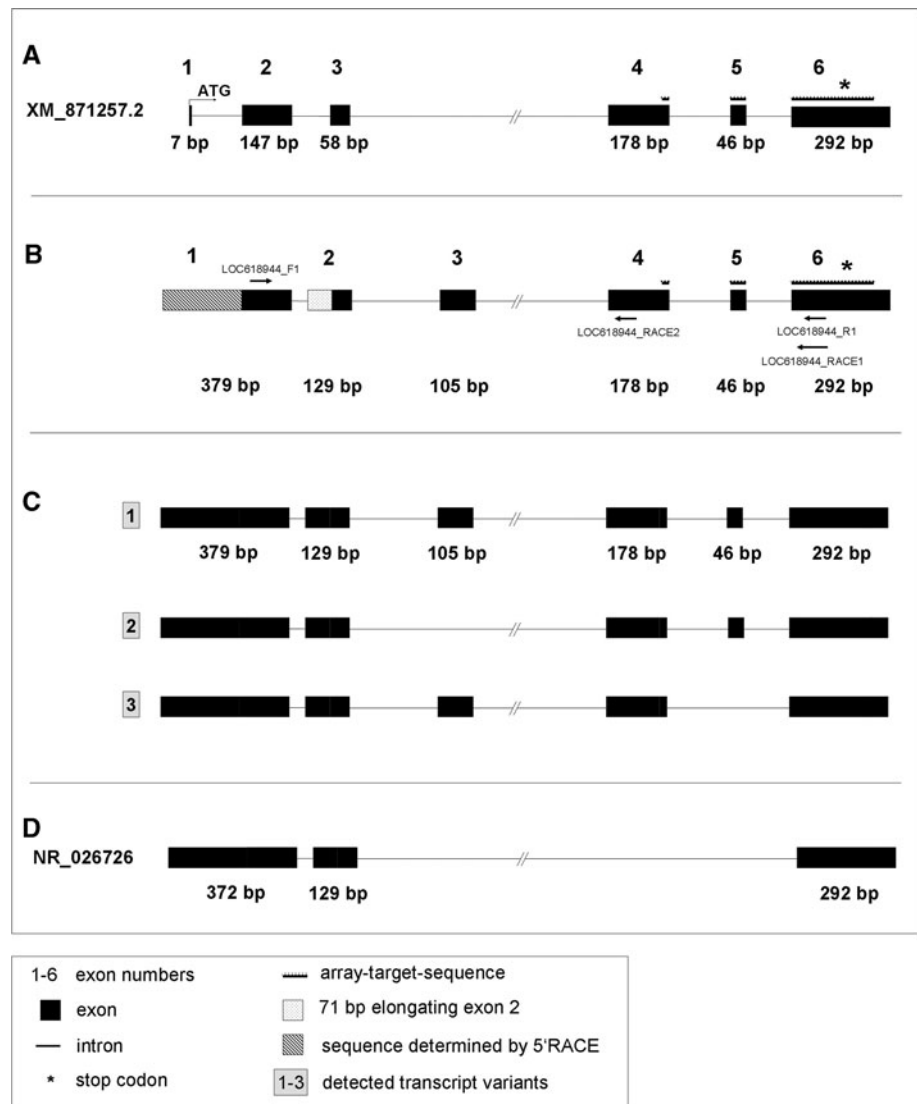 A
1 2 3 4 5 6
ATG *
XM_871257.2
7 bp 147 bp 58 bp // 178 bp 46 bp 292 bp
B
1 2 3 4 5 6
LOC618944_F1 *
//
LOC618944_RACE2 LOC618944_R1
LOC618944_RACE1
379 bp 129 bp 105 bp 178 bp 46 bp 292 bp
C
1 //
379 bp 129 bp 105 bp 178 bp 46 bp 292 bp
2 //
3 //
D
NR_026726 //
372 bp 129 bp 292 bp
1-6 exon numbers
exon
intron
* stop codon
array-target-sequence
71 bp elongating exon 2
sequence determined by 5'RACE
1-3 detected transcript variants